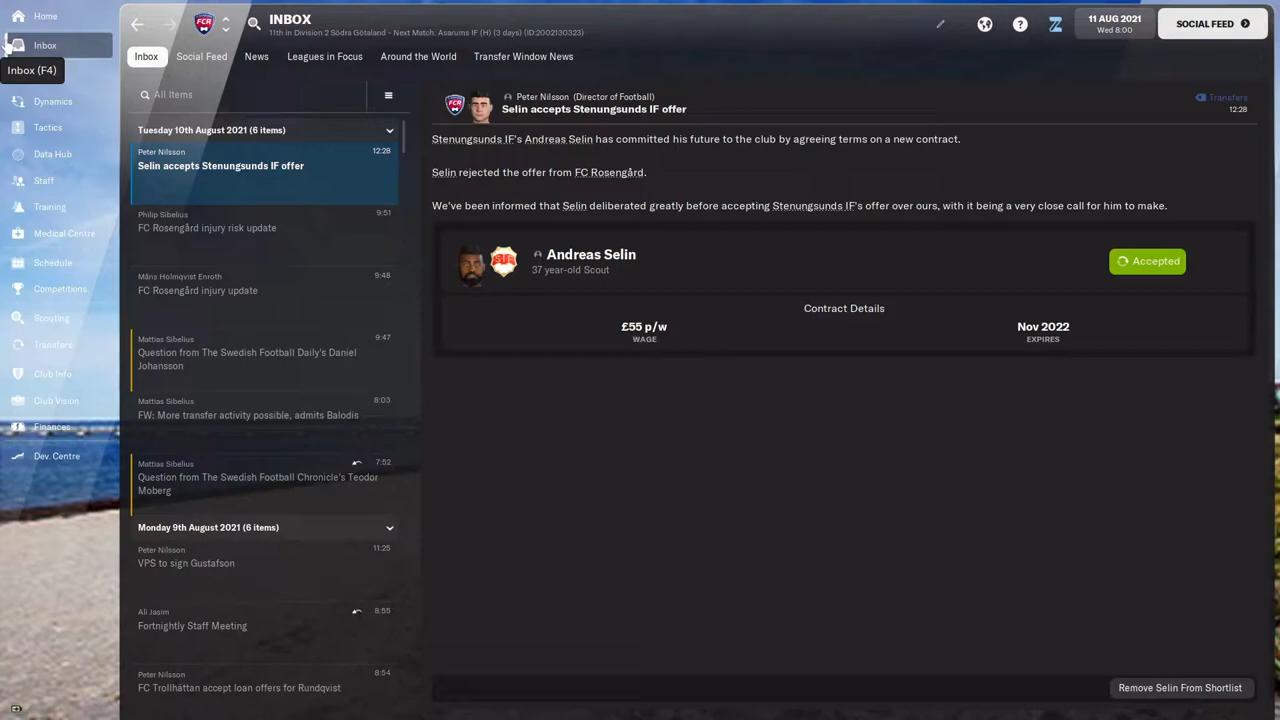 Home
Inbox
Inbox (F4)
Dynamics
Tactics
Data Hub
Staff
Training
Medical Centre
Schedule
Competitions
Scouting
Transfers
Club Info
Club Vision
Finances
Dev. Centre
FCR
INBOX
11th in Division 2 Södra Götaland - Next Match: Asarums IF (H) (3 days) (ID:2002130323)
11 AUG 2021
Wed 8:00
SOCIAL FEED
Inbox
Social Feed
News
Leagues in Focus
Around the World
Transfer Window News
All Items
Tuesday 10th August 2021 (6 items)
Peter Nilsson 12:28
Selin accepts Stenungsunds IF offer
Philip Sibelius 9:51
FC Rosengård injury risk update
Måns Holmqvist Enroth 9:48
FC Rosengård injury update
Mattias Sibelius 9:47
Question from The Swedish Football Daily's Daniel
Johansson
Mattias Sibelius 8:03
FW: More transfer activity possible, admits Balodis
Mattias Sibelius 7:52
Question from The Swedish Football Chronicle's Teodor
Moberg
Monday 9th August 2021 (6 items)
Peter Nilsson 11:25
VPS to sign Gustafson
Ali Jasim 8:55
Fortnightly Staff Meeting
Peter Nilsson 8:54
FC Trollhättan accept loan offers for Rundqvist
FCR
Peter Nilsson (Director of Football)
Selin accepts Stenungsunds IF offer
Transfers
12:28
Stenungsunds IF's Andreas Selin has committed his future to the club by agreeing terms on a new contract.
Selin rejected the offer from FC Rosengård.
We've been informed that Selin deliberated greatly before accepting Stenungsunds IF's offer over ours, with it being a very close call for him to make.
Andreas Selin
37 year-old Scout
Accepted
Contract Details
£55 p/w
WAGE
Nov 2022
EXPIRES
Remove Selin From Shortlist